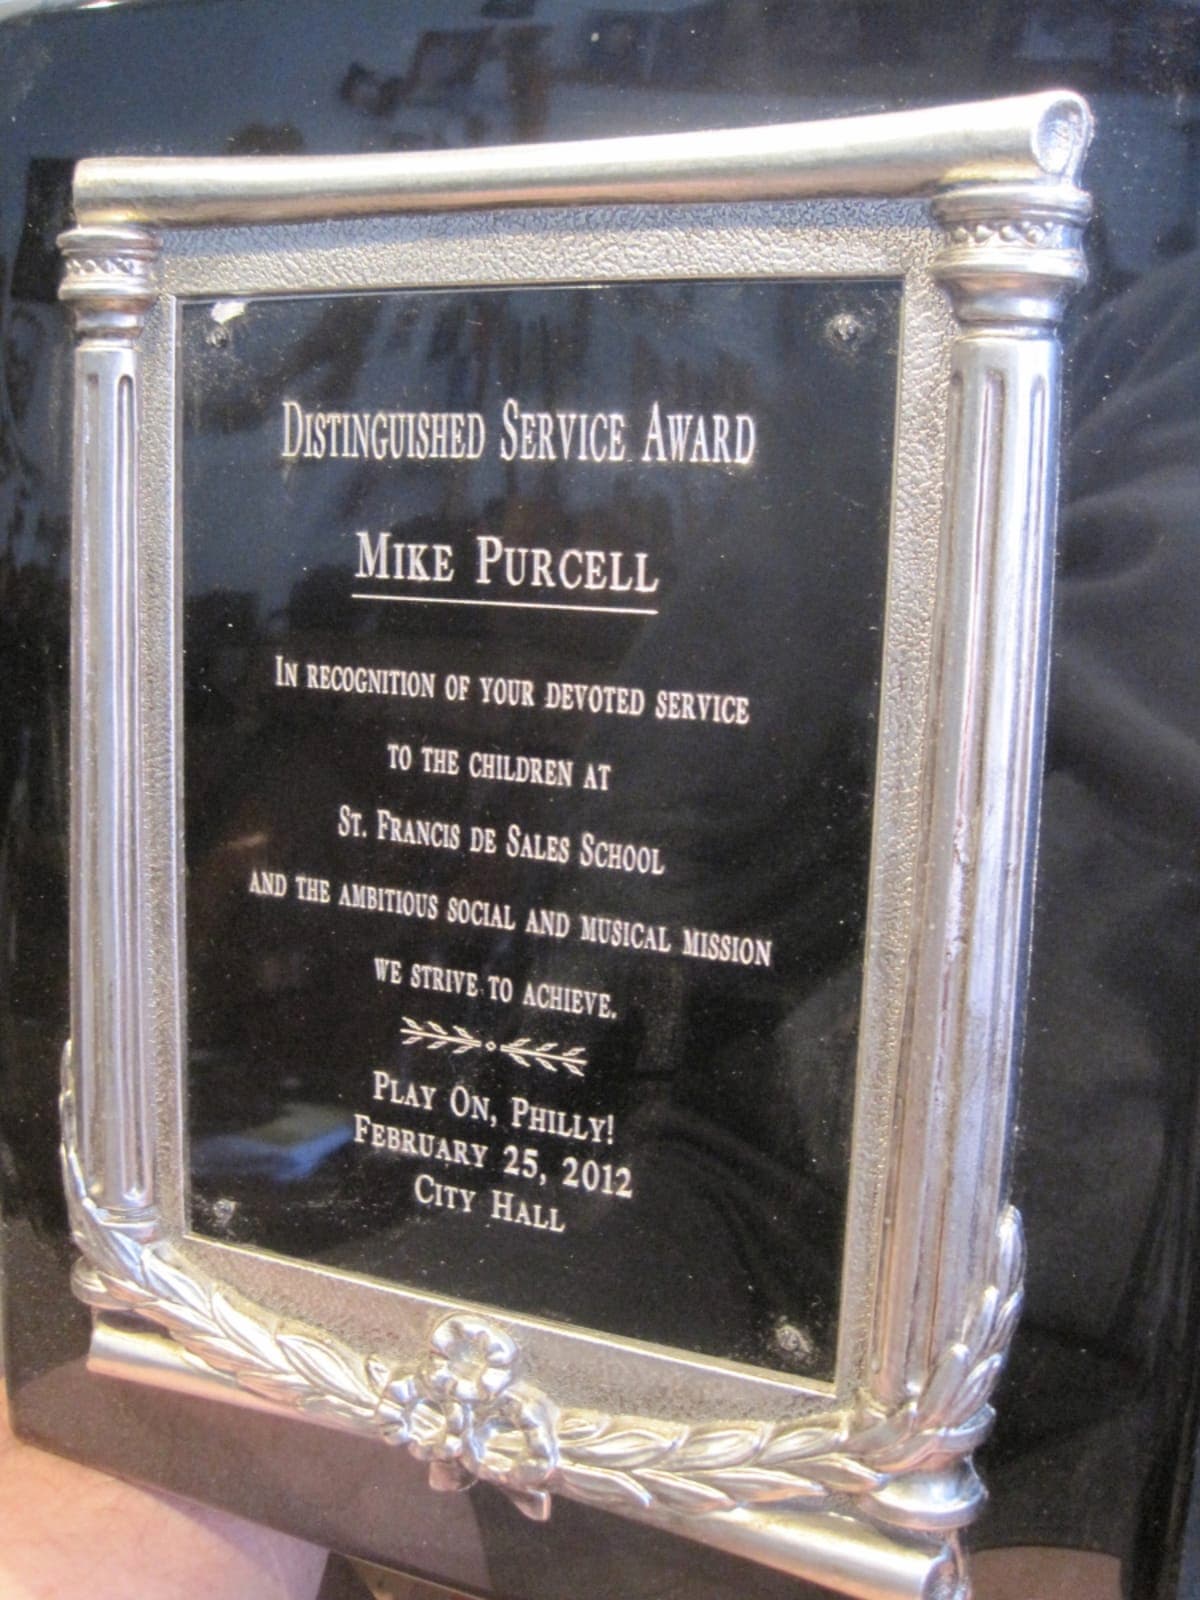 Distinguished Service Award
Mike Purcell
In recognition of your devoted service
to the children at
St. Francis de Sales School
and the ambitious social and musical mission
we strive to achieve.
Play On, Philly!
February 25, 2012
City Hall